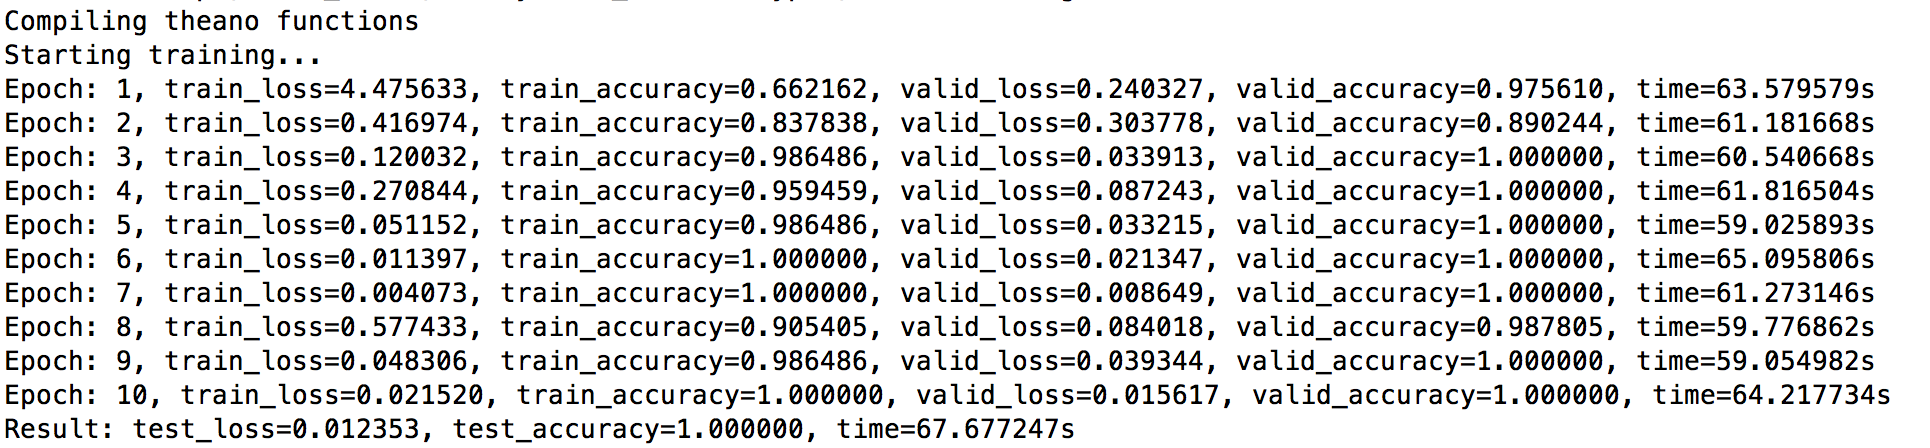 Compiling theano functions
Starting training...
Epoch: 1, train_loss=4.475633, train_accuracy=0.662162, valid_loss=0.240327, valid_accuracy=0.975610, time=63.579579s
Epoch: 2, train_loss=0.416974, train_accuracy=0.837838, valid_loss=0.303778, valid_accuracy=0.890244, time=61.181668s
Epoch: 3, train_loss=0.120032, train_accuracy=0.986486, valid_loss=0.033913, valid_accuracy=1.000000, time=60.540668s
Epoch: 4, train_loss=0.270844, train_accuracy=0.959459, valid_loss=0.087243, valid_accuracy=1.000000, time=61.816504s
Epoch: 5, train_loss=0.051152, train_accuracy=0.986486, valid_loss=0.033215, valid_accuracy=1.000000, time=59.025893s
Epoch: 6, train_loss=0.011397, train_accuracy=1.000000, valid_loss=0.021347, valid_accuracy=1.000000, time=65.095806s
Epoch: 7, train_loss=0.004073, train_accuracy=1.000000, valid_loss=0.008649, valid_accuracy=1.000000, time=61.273146s
Epoch: 8, train_loss=0.577433, train_accuracy=0.905405, valid_loss=0.084018, valid_accuracy=0.987805, time=59.776862s
Epoch: 9, train_loss=0.048306, train_accuracy=0.986486, valid_loss=0.039344, valid_accuracy=1.000000, time=59.054982s
Epoch: 10, train_loss=0.021520, train_accuracy=1.000000, valid_loss=0.015617, valid_accuracy=1.000000, time=64.217734s
Result: test_loss=0.012353, test_accuracy=1.000000, time=67.677247s